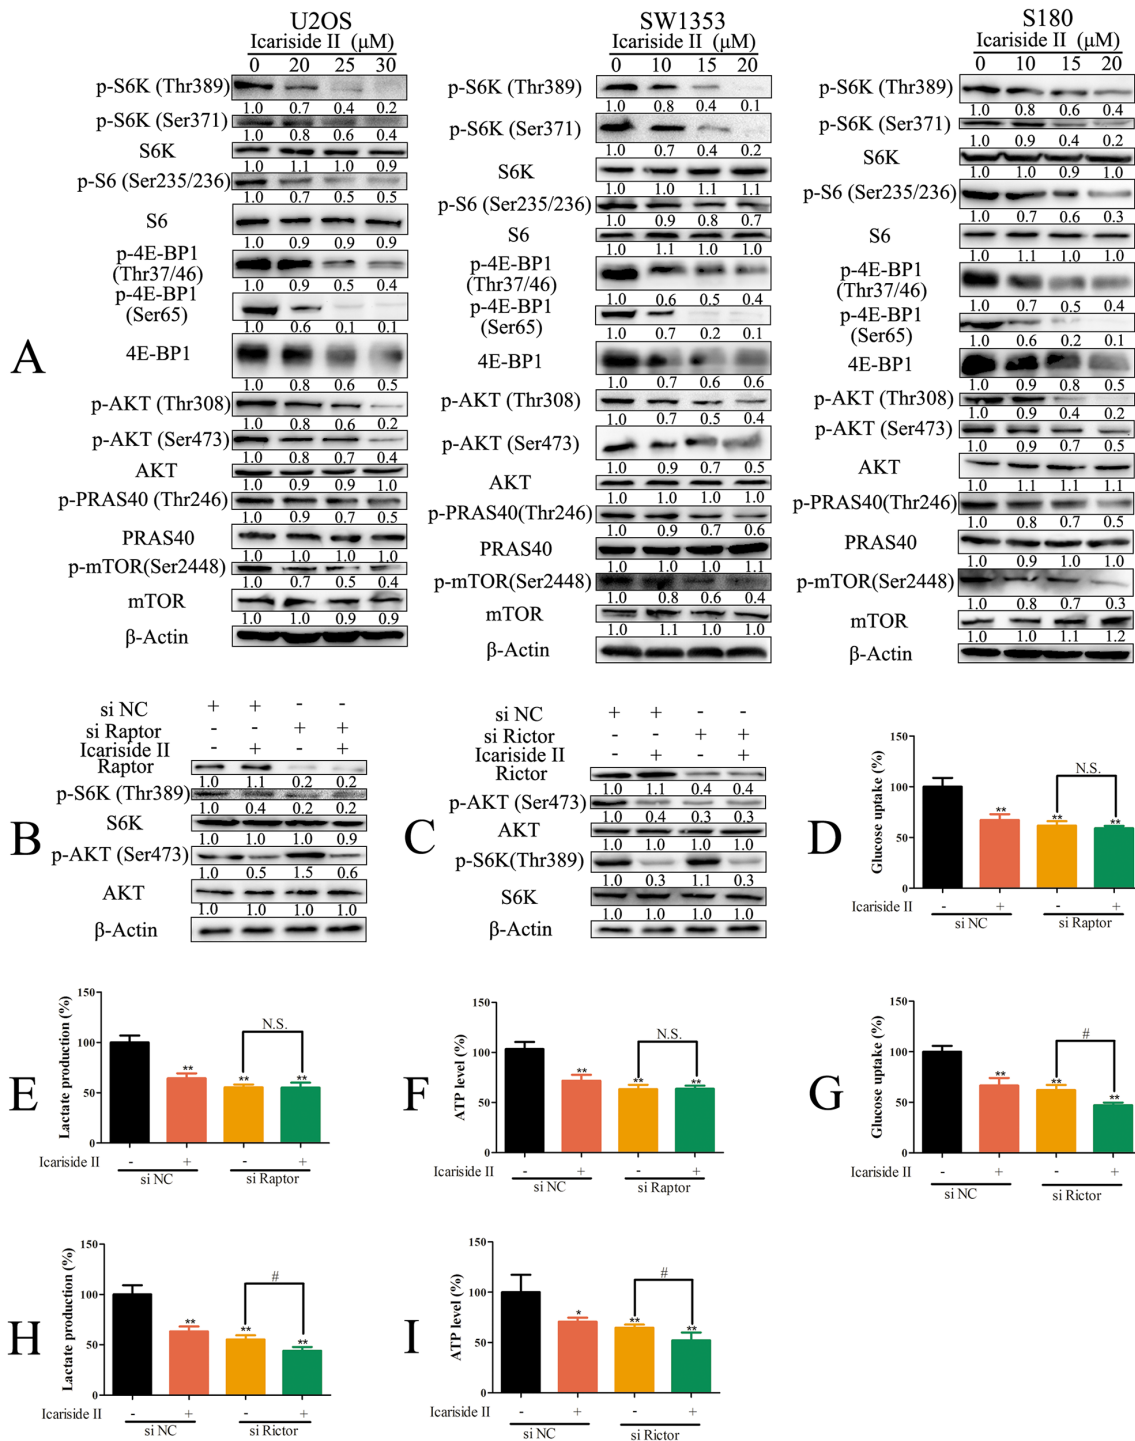 U2OS
Icariside II (μM)
0 20 25 30
p-S6K (Thr389)
1.0 0.7 0.4 0.2
p-S6K (Ser371)
1.0 0.8 0.6 0.4
S6K
1.0 1.1 1.0 0.9
p-S6 (Ser235/236)
1.0 0.7 0.5 0.5
S6
1.0 0.9 0.9 0.9
p-4E-BP1
(Thr37/46)
1.0 0.9 0.5 0.4
p-4E-BP1
(Ser65)
1.0 0.6 0.1 0.1
4E-BP1
1.0 0.8 0.6 0.5
p-AKT (Thr308)
1.0 0.8 0.6 0.2
p-AKT (Ser473)
1.0 0.8 0.7 0.4
AKT
1.0 0.9 0.9 1.0
p-PRAS40 (Thr246)
1.0 0.9 0.7 0.5
PRAS40
1.0 1.0 1.0 1.0
p-mTOR(Ser2448)
1.0 0.7 0.5 0.4
mTOR
1.0 1.0 0.9 0.9
β-Actin
A
SW1353
Icariside II (μM)
0 10 15 20
p-S6K (Thr389)
1.0 0.8 0.4 0.1
p-S6K (Ser371)
1.0 0.7 0.4 0.2
S6K
1.0 1.0 1.1 1.1
p-S6 (Ser235/236)
1.0 0.9 0.8 0.7
S6
1.0 1.1 1.0 1.0
p-4E-BP1
(Thr37/46)
1.0 0.6 0.5 0.4
p-4E-BP1
(Ser65)
1.0 0.7 0.2 0.1
4E-BP1
1.0 0.7 0.6 0.6
p-AKT (Thr308)
1.0 0.7 0.5 0.4
p-AKT (Ser473)
1.0 0.9 0.7 0.5
AKT
1.0 1.0 1.0 1.0
p-PRAS40(Thr246)
1.0 0.9 0.7 0.6
PRAS40
1.0 1.0 1.0 1.1
p-mTOR(Ser2448)
1.0 0.8 0.6 0.4
mTOR
1.0 1.1 1.0 1.0
β-Actin
S180
Icariside II (μM)
0 10 15 20
p-S6K (Thr389)
1.0 0.8 0.6 0.4
p-S6K (Ser371)
1.0 0.9 0.4 0.2
S6K
1.0 1.0 0.9 1.0
p-S6 (Ser235/236)
1.0 0.7 0.6 0.3
S6
1.0 1.1 1.0 1.0
p-4E-BP1
(Thr37/46)
1.0 0.7 0.5 0.4
p-4E-BP1
(Ser65)
1.0 0.6 0.2 0.1
4E-BP1
1.0 0.9 0.8 0.5
p-AKT (Thr308)
1.0 0.9 0.4 0.2
p-AKT (Ser473)
1.0 0.9 0.7 0.5
AKT
1.0 1.1 1.1 1.1
p-PRAS40(Thr246)
1.0 0.8 0.7 0.5
PRAS40
1.0 0.9 1.0 1.0
p-mTOR(Ser2448)
1.0 0.8 0.7 0.3
mTOR
1.0 1.0 1.1 1.2
β-Actin
B
si NC + + - -
si Raptor - - + +
Icariside II - + - +
Raptor
1.0 1.1 0.2 0.2
p-S6K (Thr389)
1.0 0.4 0.2 0.2
S6K
1.0 1.0 1.0 0.9
p-AKT (Ser473)
1.0 0.5 1.5 0.6
AKT
1.0 1.0 1.0 1.0
β-Actin
C
si NC + + - -
si Rictor - - + +
Icariside II - + - +
Rictor
1.0 1.1 0.4 0.4
p-AKT (Ser473)
1.0 0.4 0.3 0.3
AKT
1.0 1.0 1.0 1.0
p-S6K(Thr389)
1.0 0.3 1.1 0.3
S6K
1.0 1.0 1.0 1.0
β-Actin
D
Glucose uptake (%)
150
100
50
0
** ** **
N.S.
Icariside II - + - +
si NC si Raptor
E
Lactate production (%)
150
100
50
0
** ** **
N.S.
Icariside II - + - +
si NC si Raptor
F
ATP level (%)
150
100
50
0
** ** **
N.S.
Icariside II - + - +
si NC si Raptor
G
Glucose uptake (%)
150
100
50
0
** ** **
#
Icariside II - + - +
si NC si Rictor
H
Lactate production (%)
150
100
50
0
** ** **
#
Icariside II - + - +
si NC si Rictor
I
ATP level (%)
150
100
50
0
* ** **
#
Icariside II - + - +
si NC si Rictor